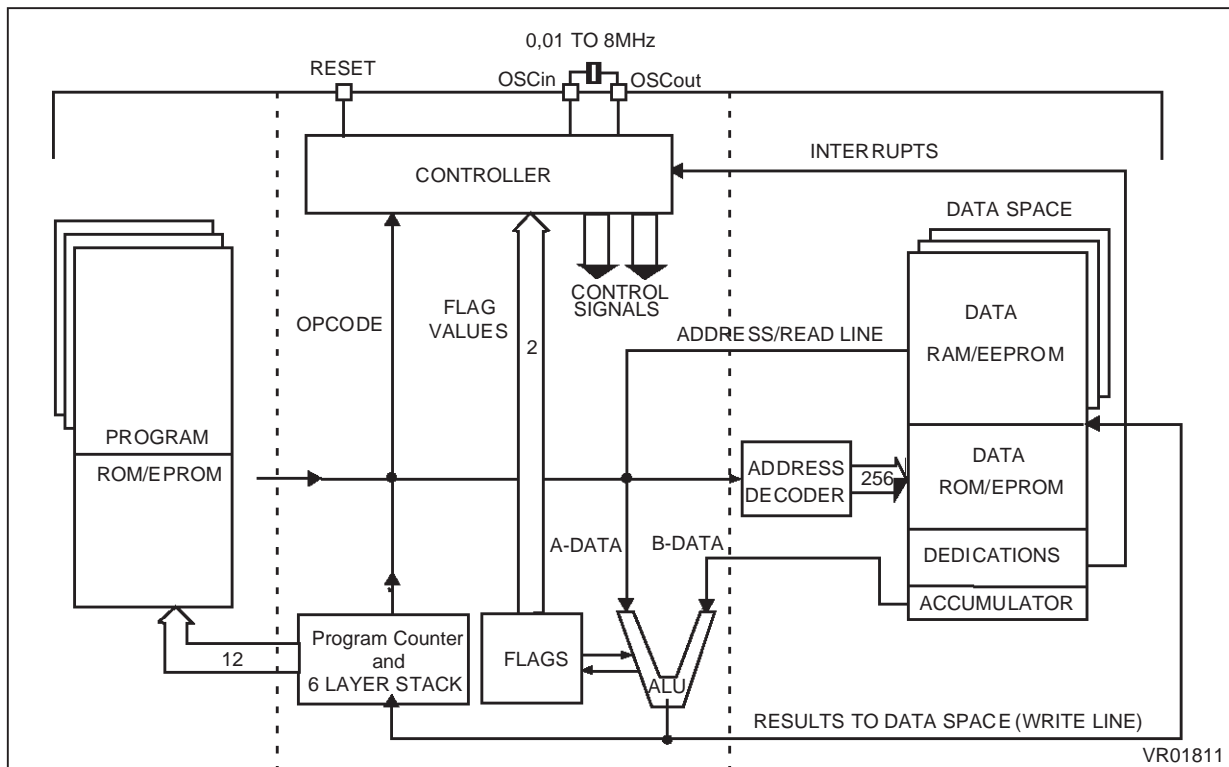 0,01 TO 8MHz
RESET
OSCin
OSCout
INTERRUPTS
CONTROLLER
DATA SPACE
CONTROL
SIGNALS
OPCODE
FLAG
VALUES
2
DATA
RAM/EEPROM
ADDRESS/READ LINE
PROGRAM
ROM/EPROM
ADDRESS
DECODER
256
DATA
ROM/EPROM
A-DATA
B-DATA
DEDICATIONS
ACCUMULATOR
12
Program Counter
and
6 LAYER STACK
FLAGS
ALU
RESULTS TO DATA SPACE (WRITE LINE)
VR01811